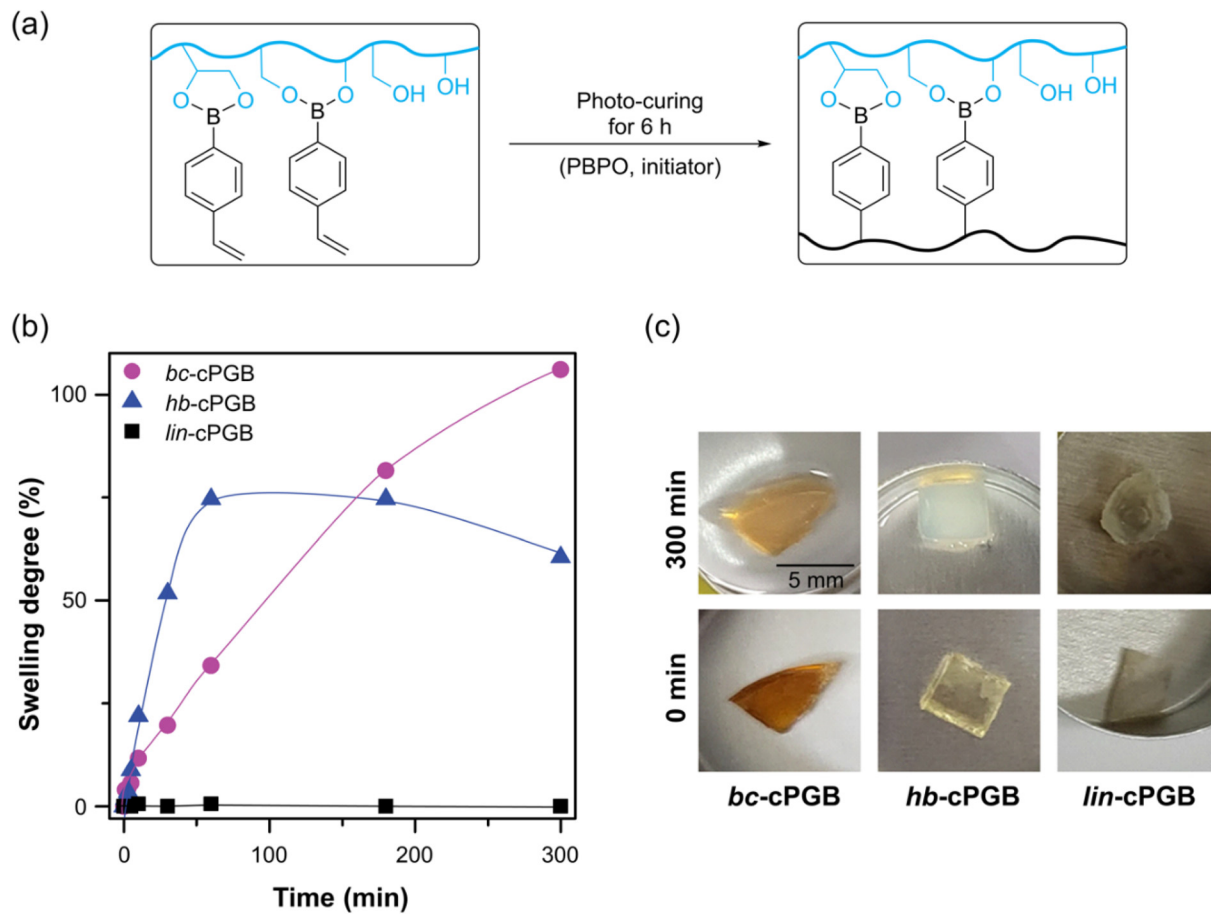 (a)
O
O
B
O
O
B
OH
OH
Photo-curing
for 6 h
(PBPO, initiator)
O
O
B
O
O
B
OH
OH
(b)
bc-cPGB
hb-cPGB
lin-cPGB
Swelling degree (%)
100
50
0
0
100
200
300
Time (min)
(c)
300 min
5 mm
0 min
bc-cPGB
hb-cPGB
lin-cPGB